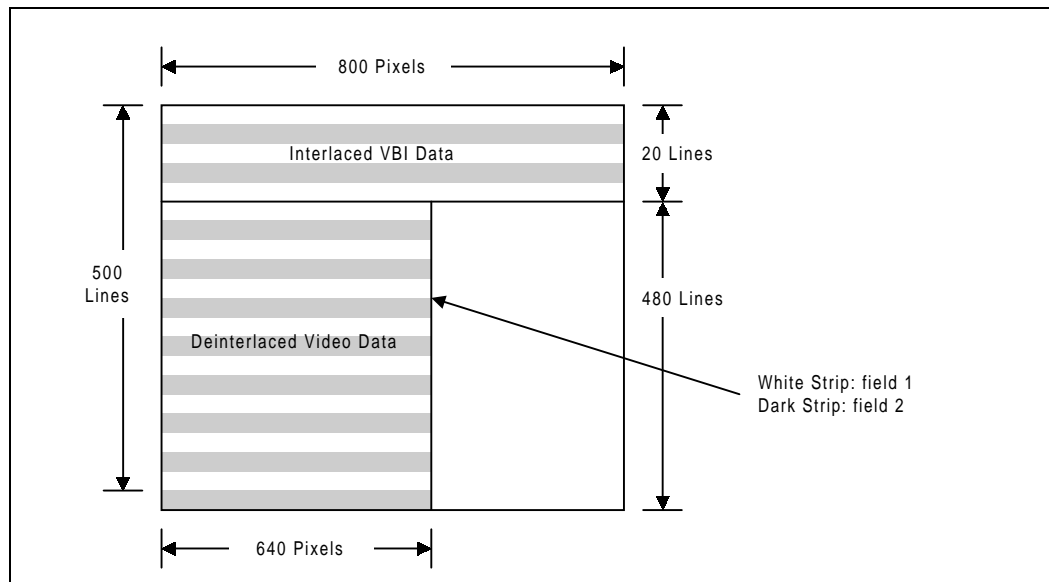 800 Pixels
Interlaced VBI Data
20 Lines
500
Lines
480 Lines
Deinterlaced Video Data
White Strip: field 1
Dark Strip: field 2
640 Pixels